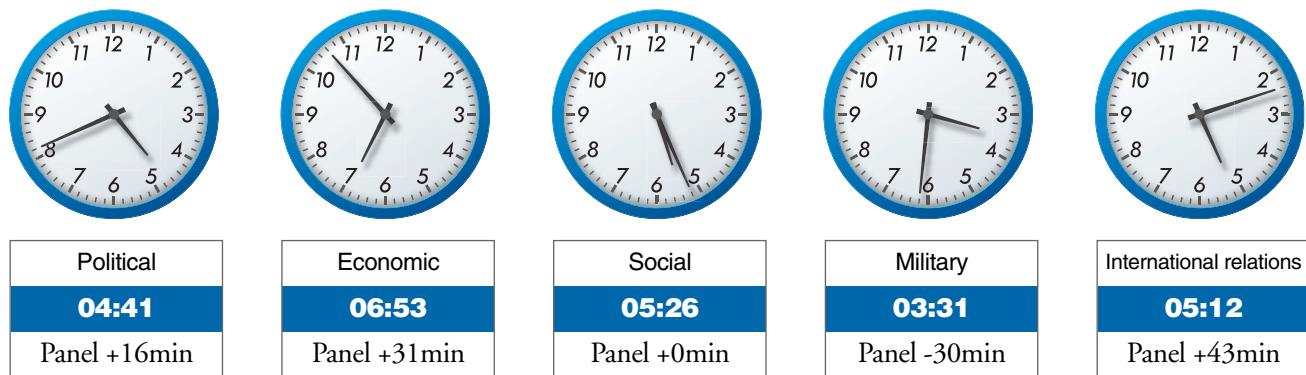 12 1 2 3 4 5 6 7 8 9 10 11
12 1 2 3 4 5 6 7 8 9 10 11
12 1 2 3 4 5 6 7 8 9 10 11
12 1 2 3 4 5 6 7 8 9 10 11
12 1 2 3 4 5 6 7 8 9 10 11
Political
04:41
Panel +16min
Economic
06:53
Panel +31min
Social
05:26
Panel +0min
Military
03:31
Panel -30min
International relations
05:12
Panel +43min